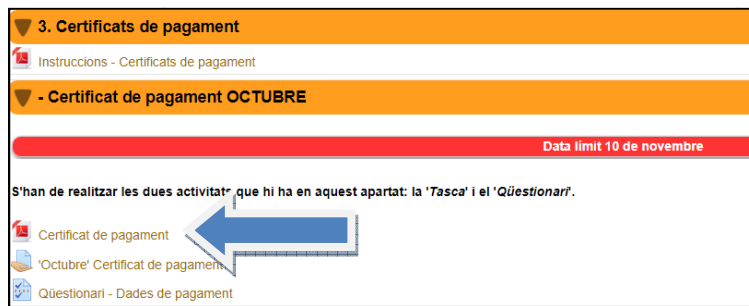 3. Certificats de pagament
Instruccions - Certificats de pagament
- Certificat de pagament OCTUBRE
Data límit 10 de novembre
S'han de realitzar les dues activitats que hi ha en aquest apartat: la 'Tasca' i el 'Qüestionari'.
Certificat de pagament
'Octubre' Certificat de pagament
Qüestionari - Dades de pagament